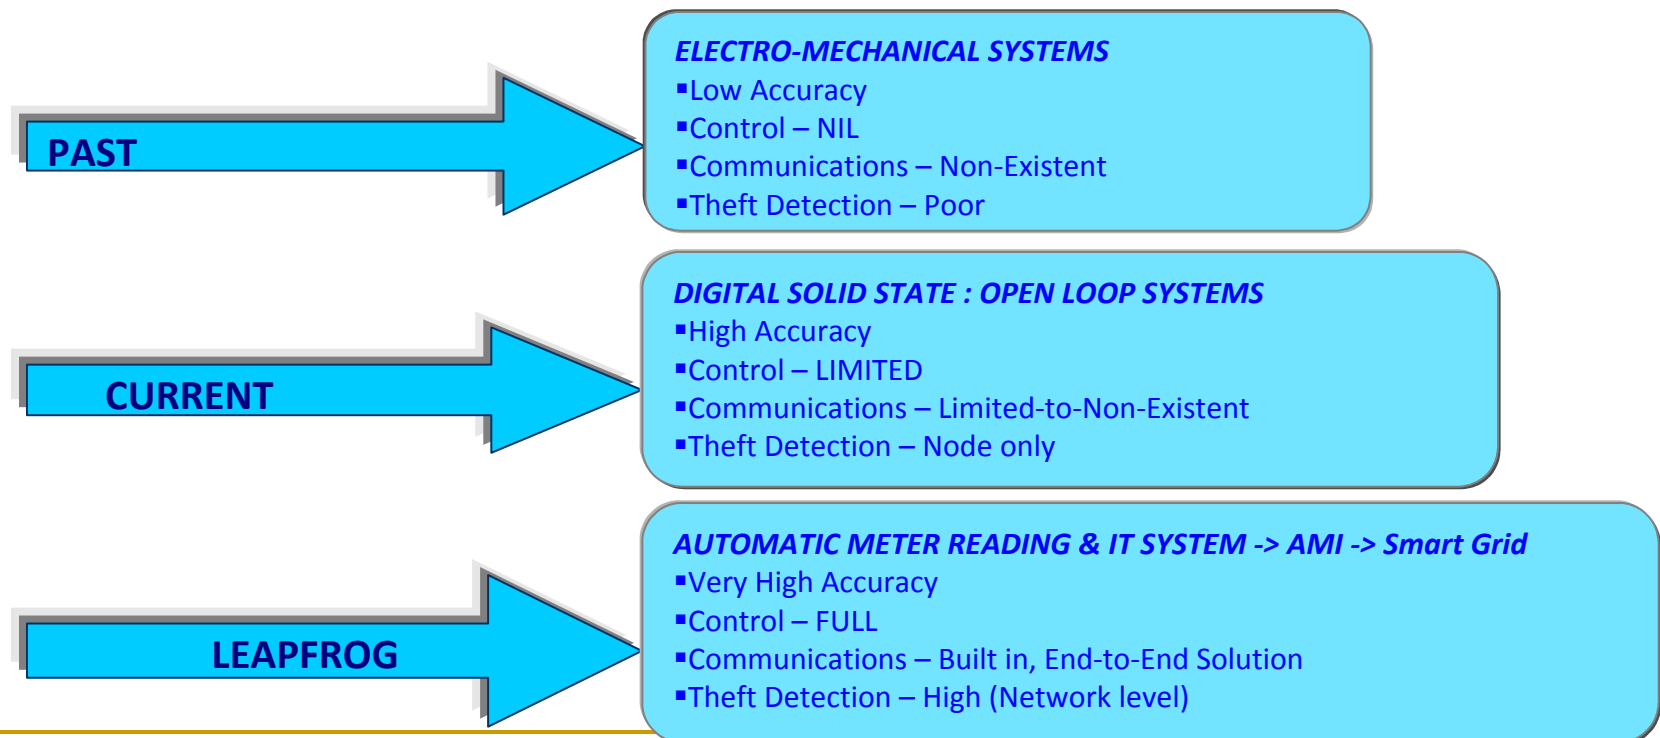 PAST
ELECTRO-MECHANICAL SYSTEMS
▪Low Accuracy
▪Control – NIL
▪Communications – Non-Existent
▪Theft Detection – Poor
CURRENT
DIGITAL SOLID STATE : OPEN LOOP SYSTEMS
▪High Accuracy
▪Control – LIMITED
▪Communications – Limited-to-Non-Existent
▪Theft Detection – Node only
LEAPFROG
AUTOMATIC METER READING & IT SYSTEM -> AMI -> Smart Grid
▪Very High Accuracy
▪Control – FULL
▪Communications – Built in, End-to-End Solution
▪Theft Detection – High (Network level)